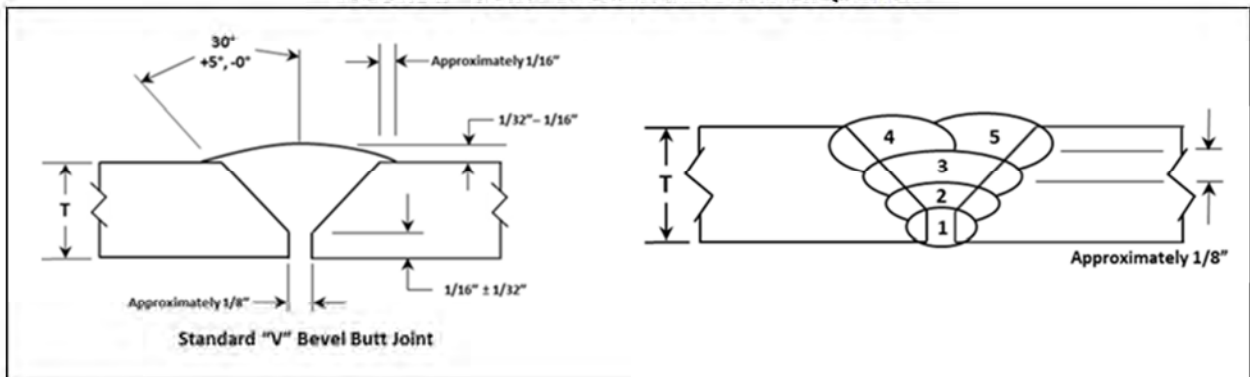 30°
+5°, -0°
Approximately 1/16"
1/32"– 1/16"
T
Approximately 1/8"
1/16" ± 1/32"
Standard "V" Bevel Butt Joint
4
5
3
T
2
1
Approximately 1/8"